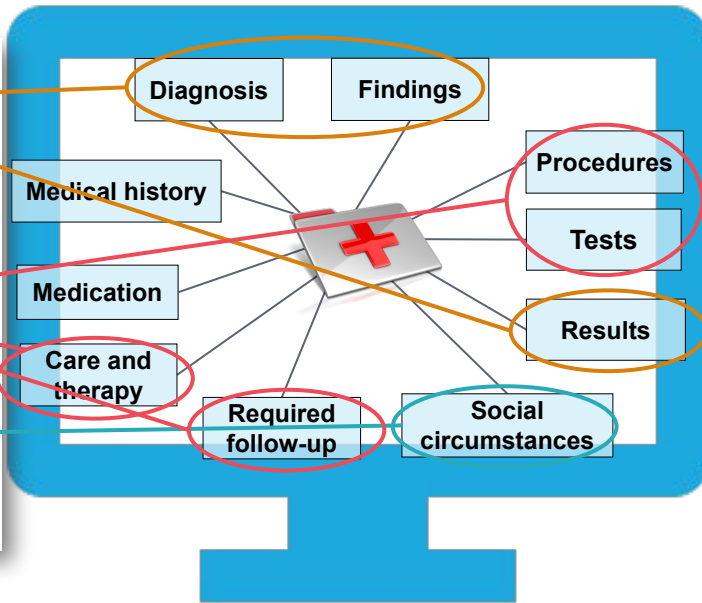 Diagnosis
Findings
Procedures
Medical history
Tests
Medication
Results
Care and
therapy
Required
follow-up
Social
circumstances